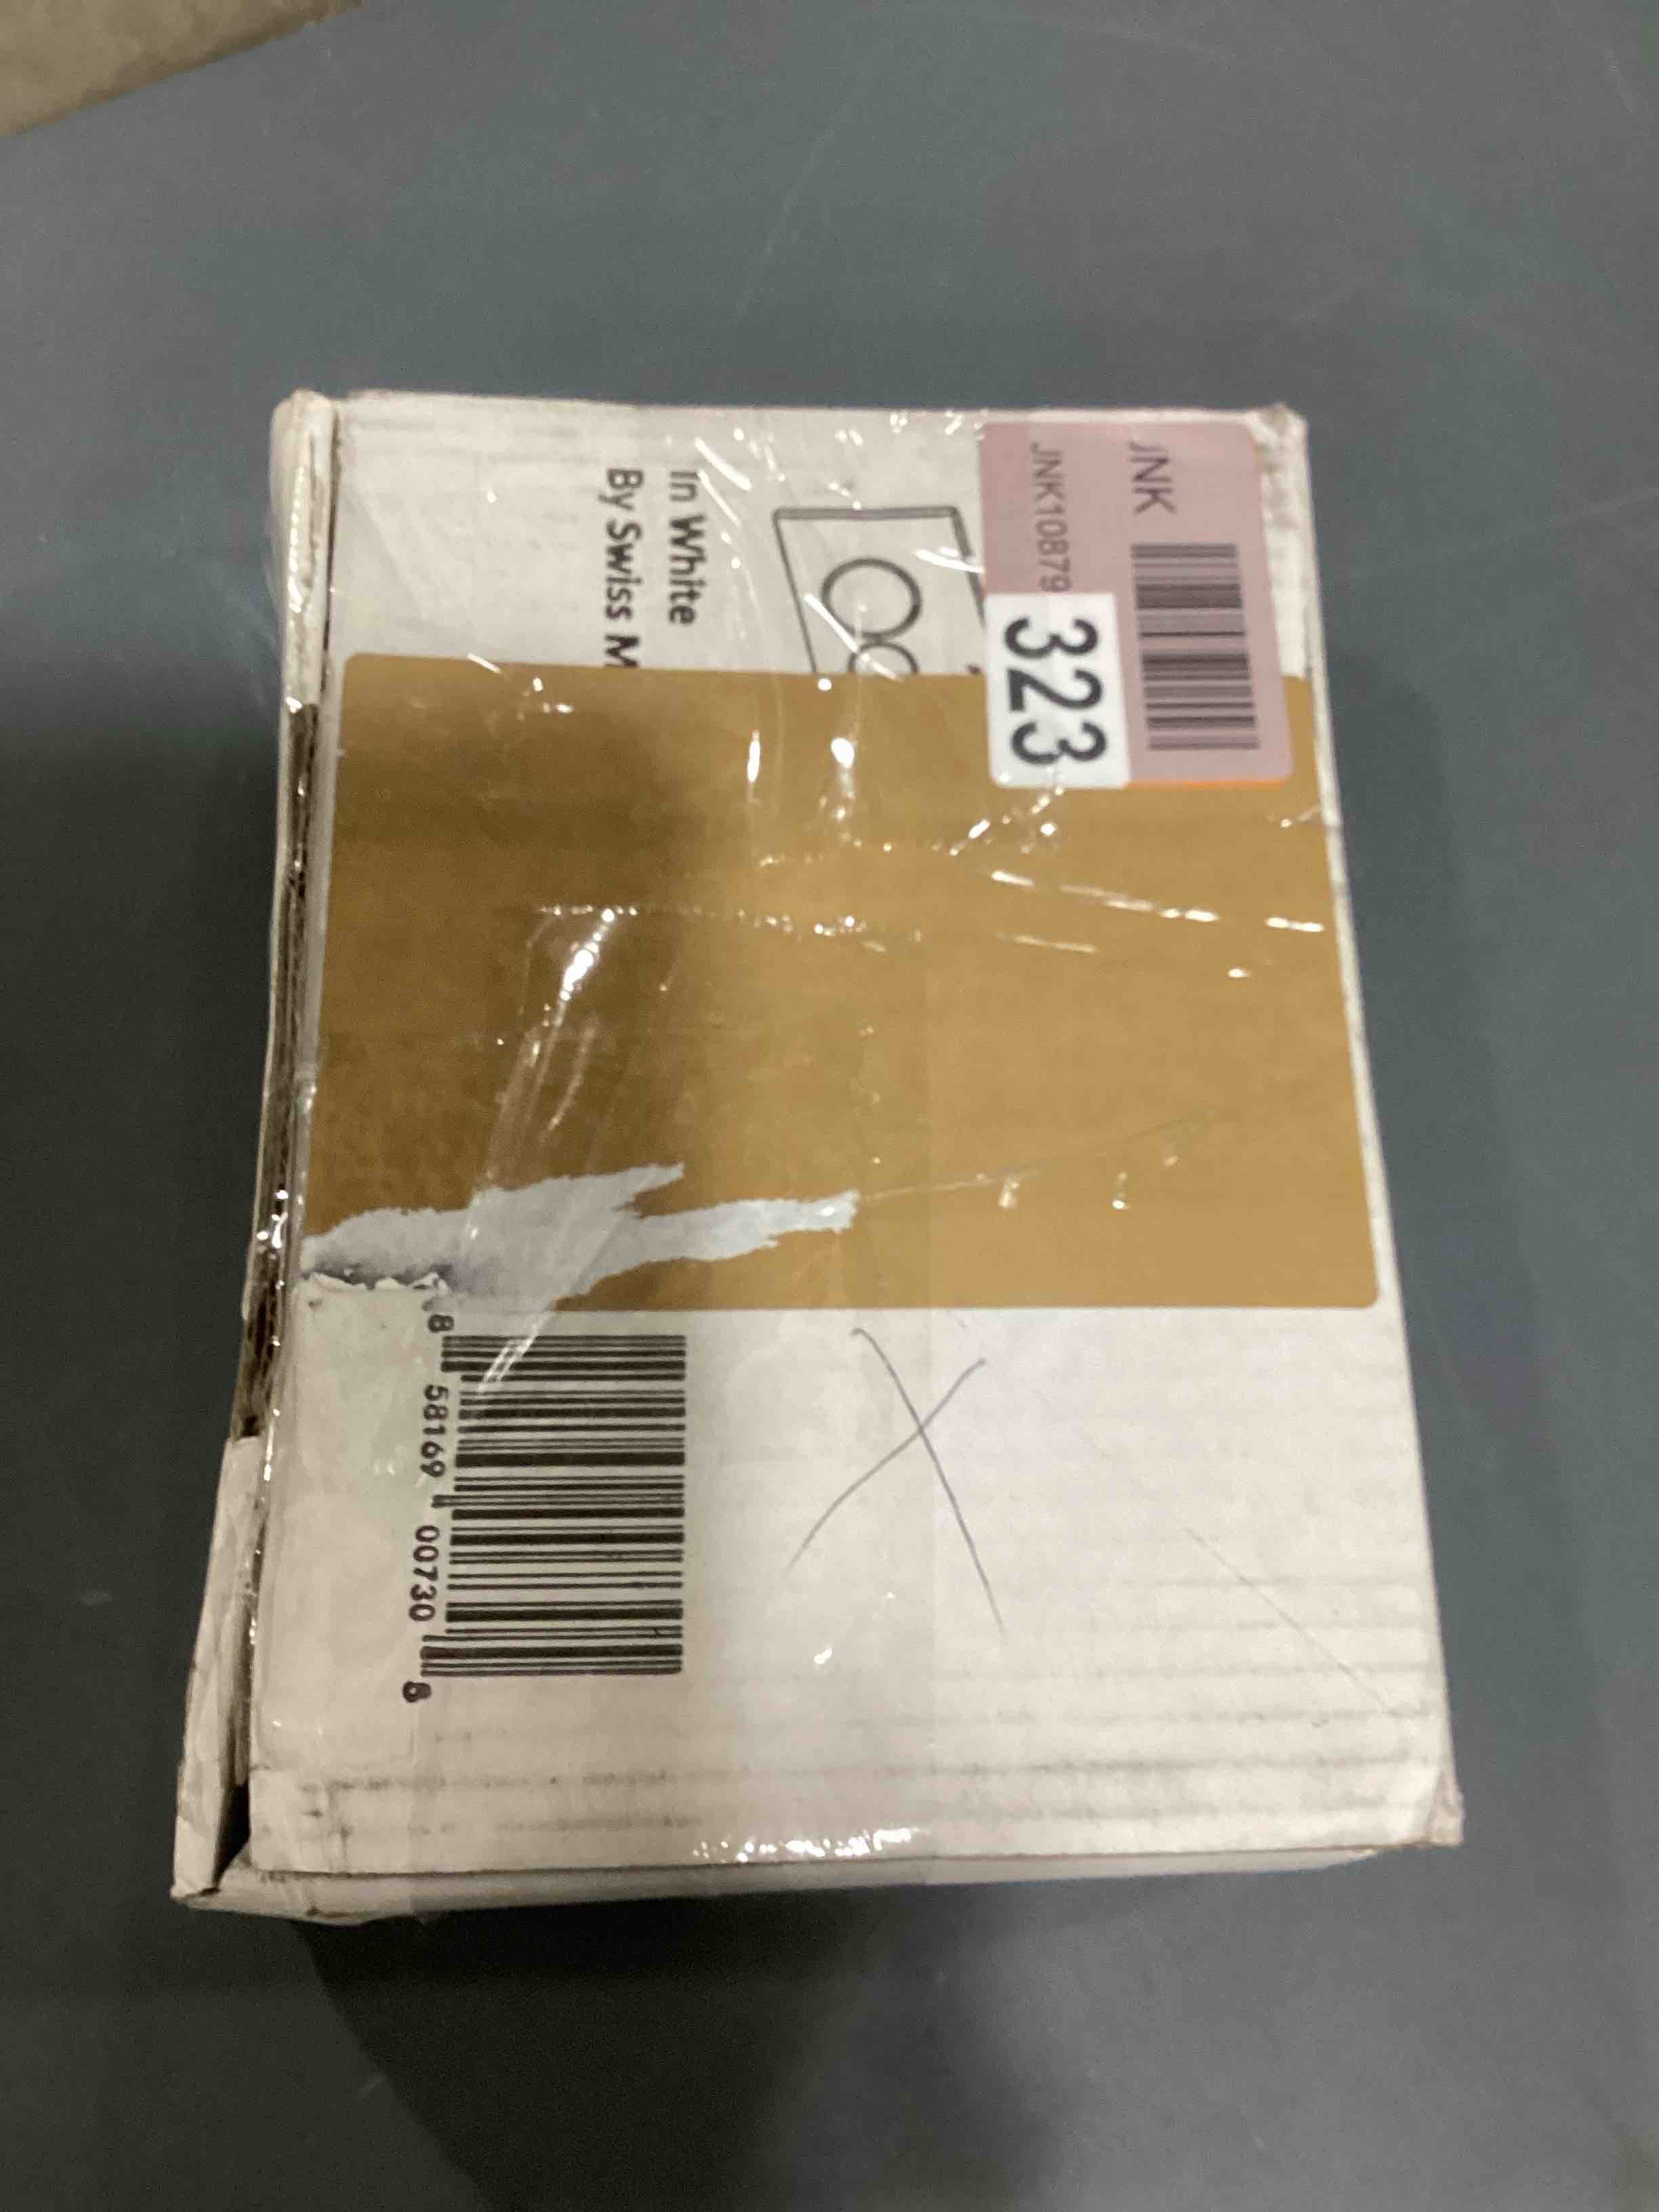 JNK
JNK10879
323
In White
By Swiss M
8 58169 00730 8